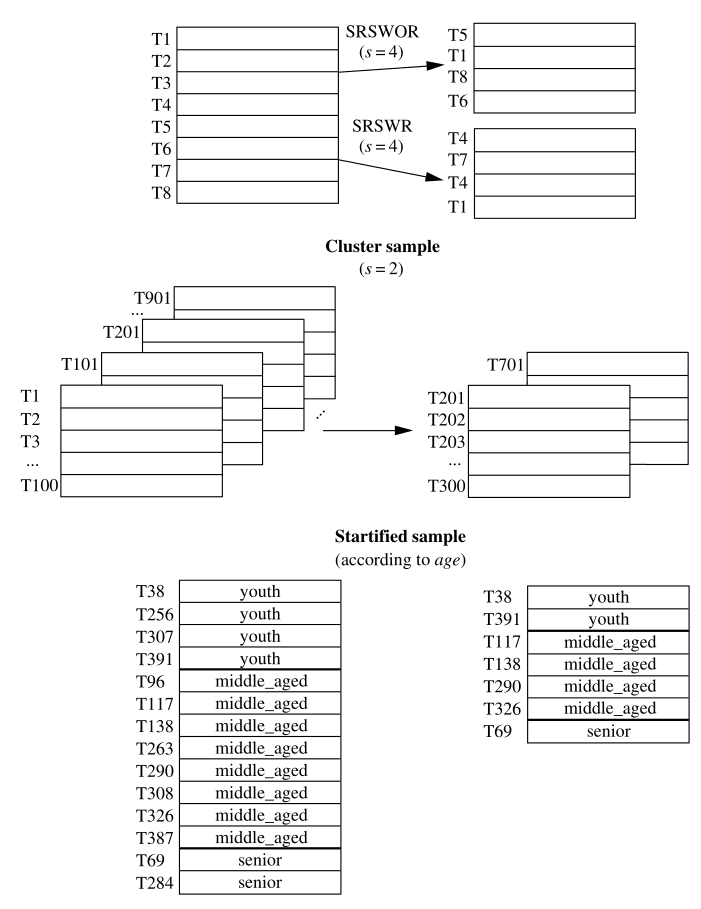 T1
T2
T3
T4
T5
T6
T7
T8
SRSWOR
(s = 4)
SRSWR
(s = 4)
T5
T1
T8
T6
T4
T7
T4
T1
Cluster sample
(s = 2)
T901
...
T201
T101
T1
T2
T3
...
T100
...
T701
T201
T202
T203
...
T300
Startified sample
(according to age)
T38 youth
T256 youth
T307 youth
T391 youth
T96 middle_aged
T117 middle_aged
T138 middle_aged
T263 middle_aged
T290 middle_aged
T308 middle_aged
T326 middle_aged
T387 middle_aged
T69 senior
T284 senior
T38 youth
T391 youth
T117 middle_aged
T138 middle_aged
T290 middle_aged
T326 middle_aged
T69 senior